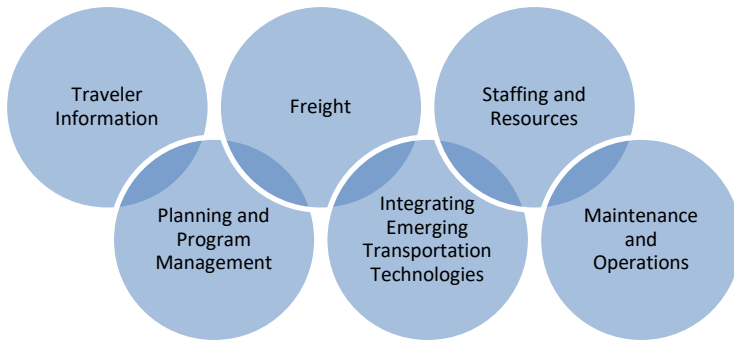 Traveler
Information
Freight
Staffing and
Resources
Planning and
Program
Management
Integrating
Emerging
Transportation
Technologies
Maintenance
and
Operations